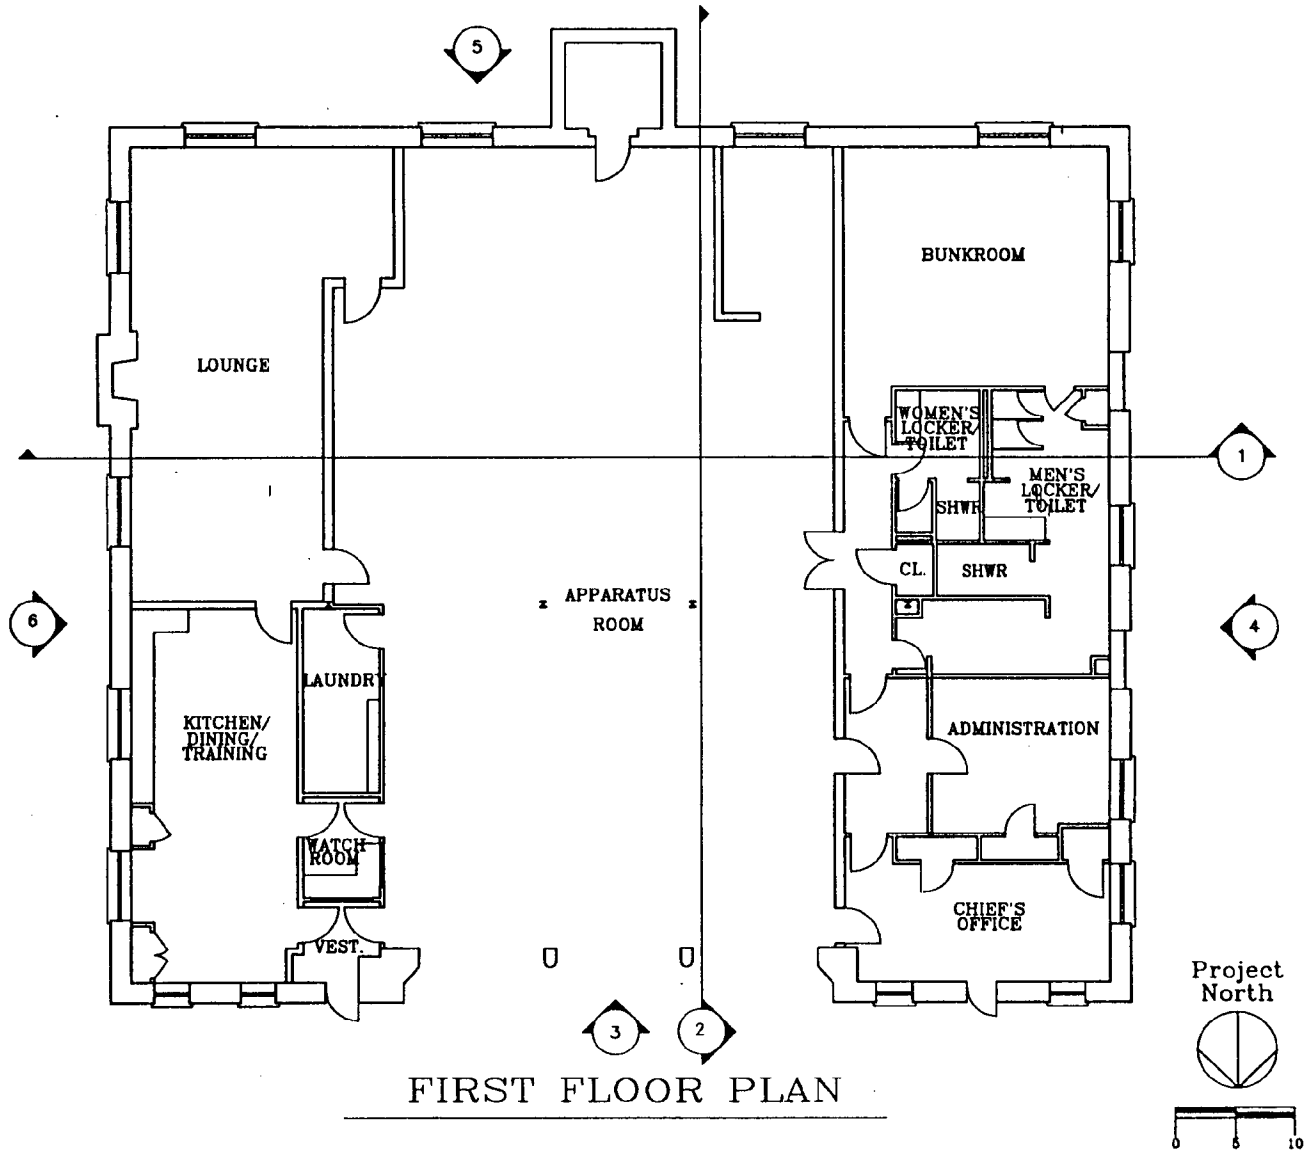 5
BUNKROOM
LOUNGE
WOMEN'S
LOCKER/
TOILET
1
MEN'S
LOCKER/
TOILET
SHWR
CL.
SHWR
APPARATUS
ROOM
6
4
LAUNDRY
KITCHEN/
DINING/
TRAINING
ADMINISTRATION
WATCH
ROOM
CHIEF'S
OFFICE
VEST.
Project
North
3
2
FIRST FLOOR PLAN
0 5 10